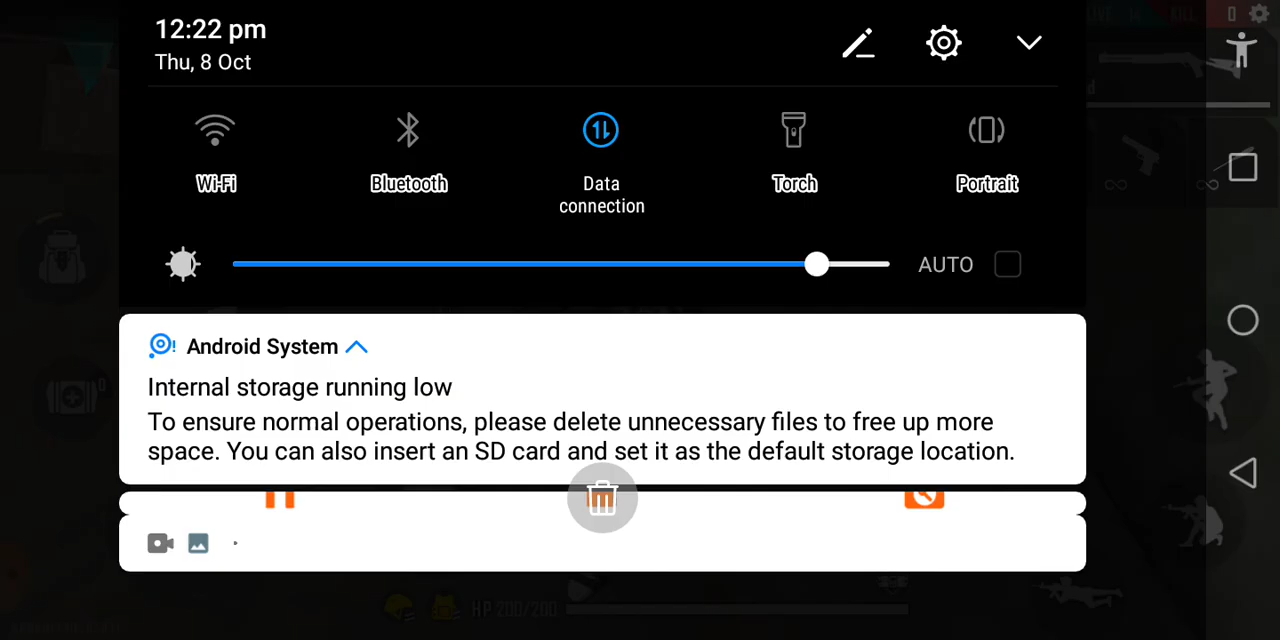 12:22 pm
Thu, 8 Oct
Wi-Fi
Bluetooth
Data
connection
Torch
Portrait
AUTO
Android System
Internal storage running low
To ensure normal operations, please delete unnecessary files to free up more
space. You can also insert an SD card and set it as the default storage location.
HP 200/200